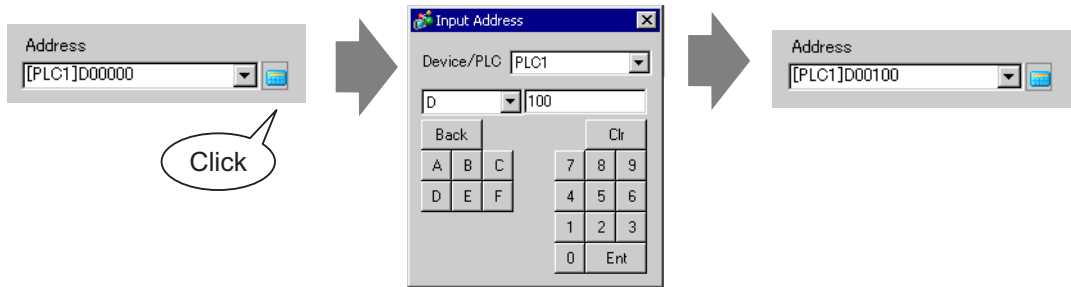 Address
[PLC1]D00000
Click
Input Address
Device/PLC PLC1
D 100
Back Clr
A B C 7 8 9
D E F 4 5 6
1 2 3
0 Ent
Address
[PLC1]D00100